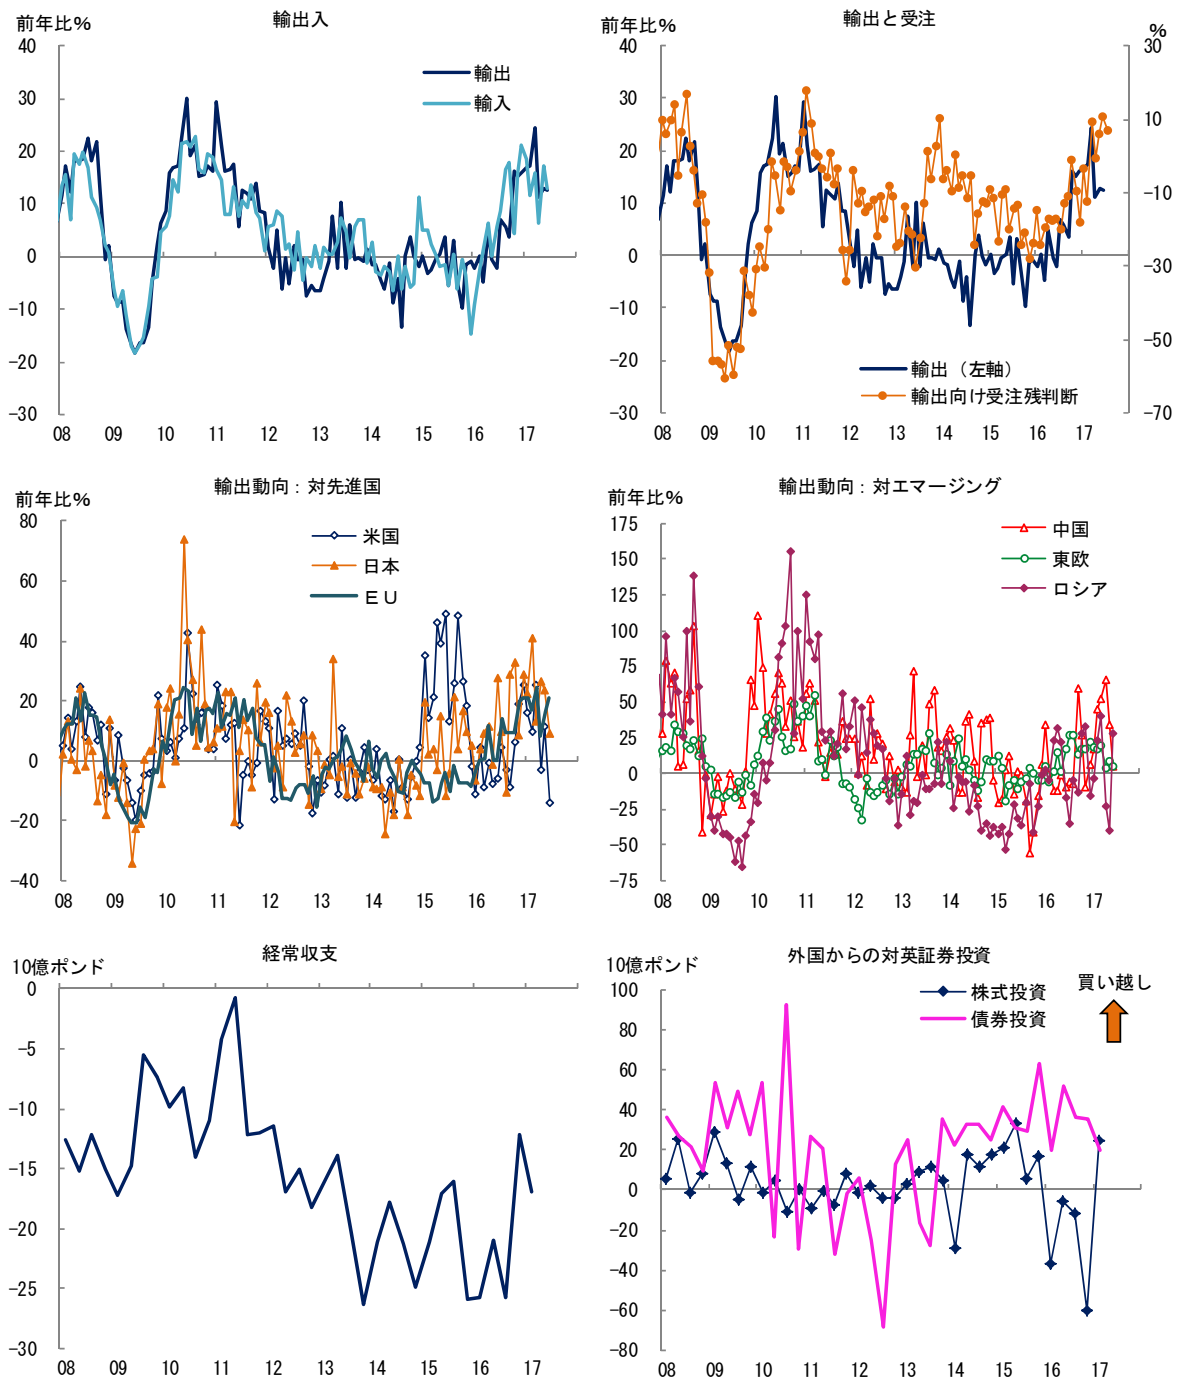 輸出入
前年比%
40
30
20
10
0
-10
-20
-30
08 09 10 11 12 13 14 15 16 17
輸出
輸入
輸出と受注
前年比%
%
40
30
20
10
0
-10
-20
-30
30
10
-10
-30
-50
-70
08 09 10 11 12 13 14 15 16 17
輸出（左軸）
輸出向け受注残判断
輸出動向：対先進国
前年比%
80
60
40
20
0
-20
-40
08 09 10 11 12 13 14 15 16 17
米国
日本
ＥＵ
輸出動向：対エマージング
前年比%
175
150
125
100
75
50
25
0
-25
-50
-75
08 09 10 11 12 13 14 15 16 17
中国
東欧
ロシア
経常収支
10億ポンド
0
-5
-10
-15
-20
-25
-30
08 09 10 11 12 13 14 15 16 17
外国からの対英証券投資
10億ポンド
100
80
60
40
20
0
-20
-40
-60
-80
08 09 10 11 12 13 14 15 16 17
株式投資
債券投資
買い越し